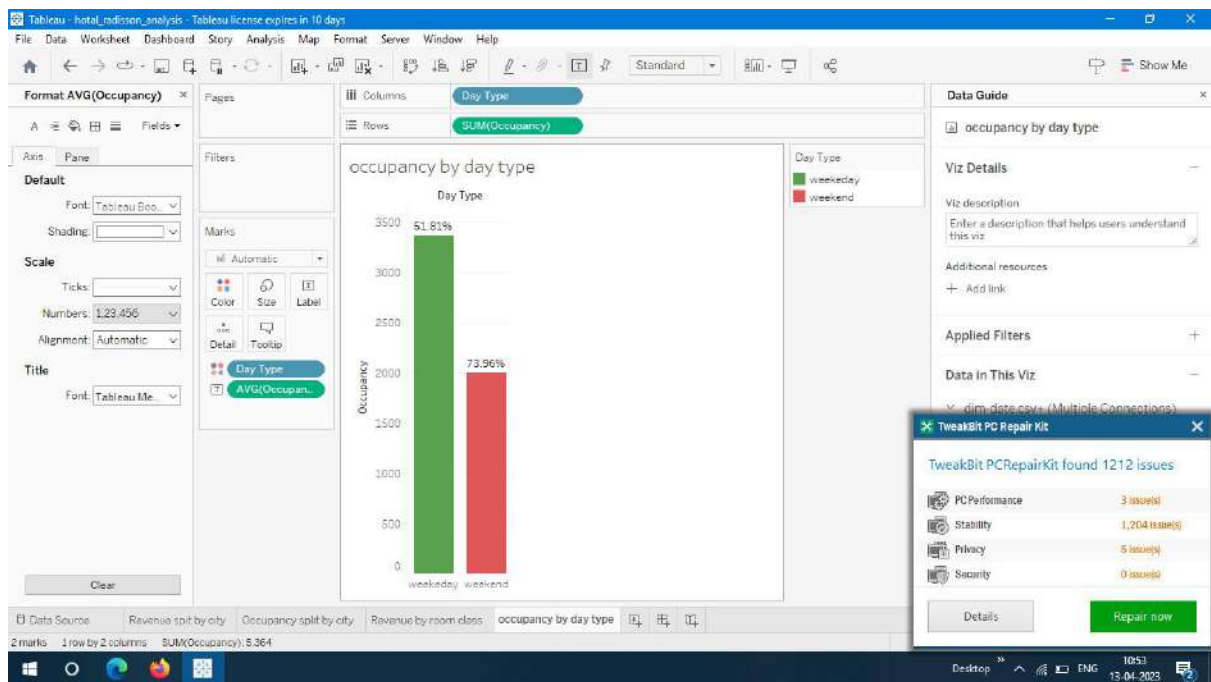 Tableau - hotal_radisson_analysis - Tableau license expires in 10 days
File Data Worksheet Dashboard Story Analysis Map Format Server Window Help
Standard
Show Me
Format AVG(Occupancy) ×
Fields
Axis Pane
Default
Font: Tableau Boo...
Shading:
Scale
Ticks:
Numbers: 1,23,456
Alignment: Automatic
Title
Font: Tableau Me...
Clear
Pages
Filters
Marks
Automatic
Color Size Label
Detail Tooltip
Day Type
AVG(Occupan..
Columns Day Type
Rows SUM(Occupancy)
occupancy by day type
Day Type
3500
3000
2500
2000
1500
1000
500
0
Occupancy
51.81%
73.96%
weekeday weekend
Day Type
weekeday
weekend
Data Guide ×
occupancy by day type
Viz Details
Viz description
Enter a description that helps users understand
this viz
Additional resources
+ Add link
Applied Filters +
Data in This Viz
dim-date.csv+ (Multiple Connections)
TweakBit PC Repair Kit
TweakBit PCRepairKit found 1212 issues
PC Performance 3 issue(s)
Stability 1,204 issue(s)
Privacy 5 issue(s)
Security 0 issue(s)
Details Repair now
Data Source Revenue spit by city Occupancy split by city Revenue by room class occupancy by day type
2 marks 1 row by 2 columns SUM(Occupancy): 5,364
Desktop ENG 10:53
13-04-2023
2